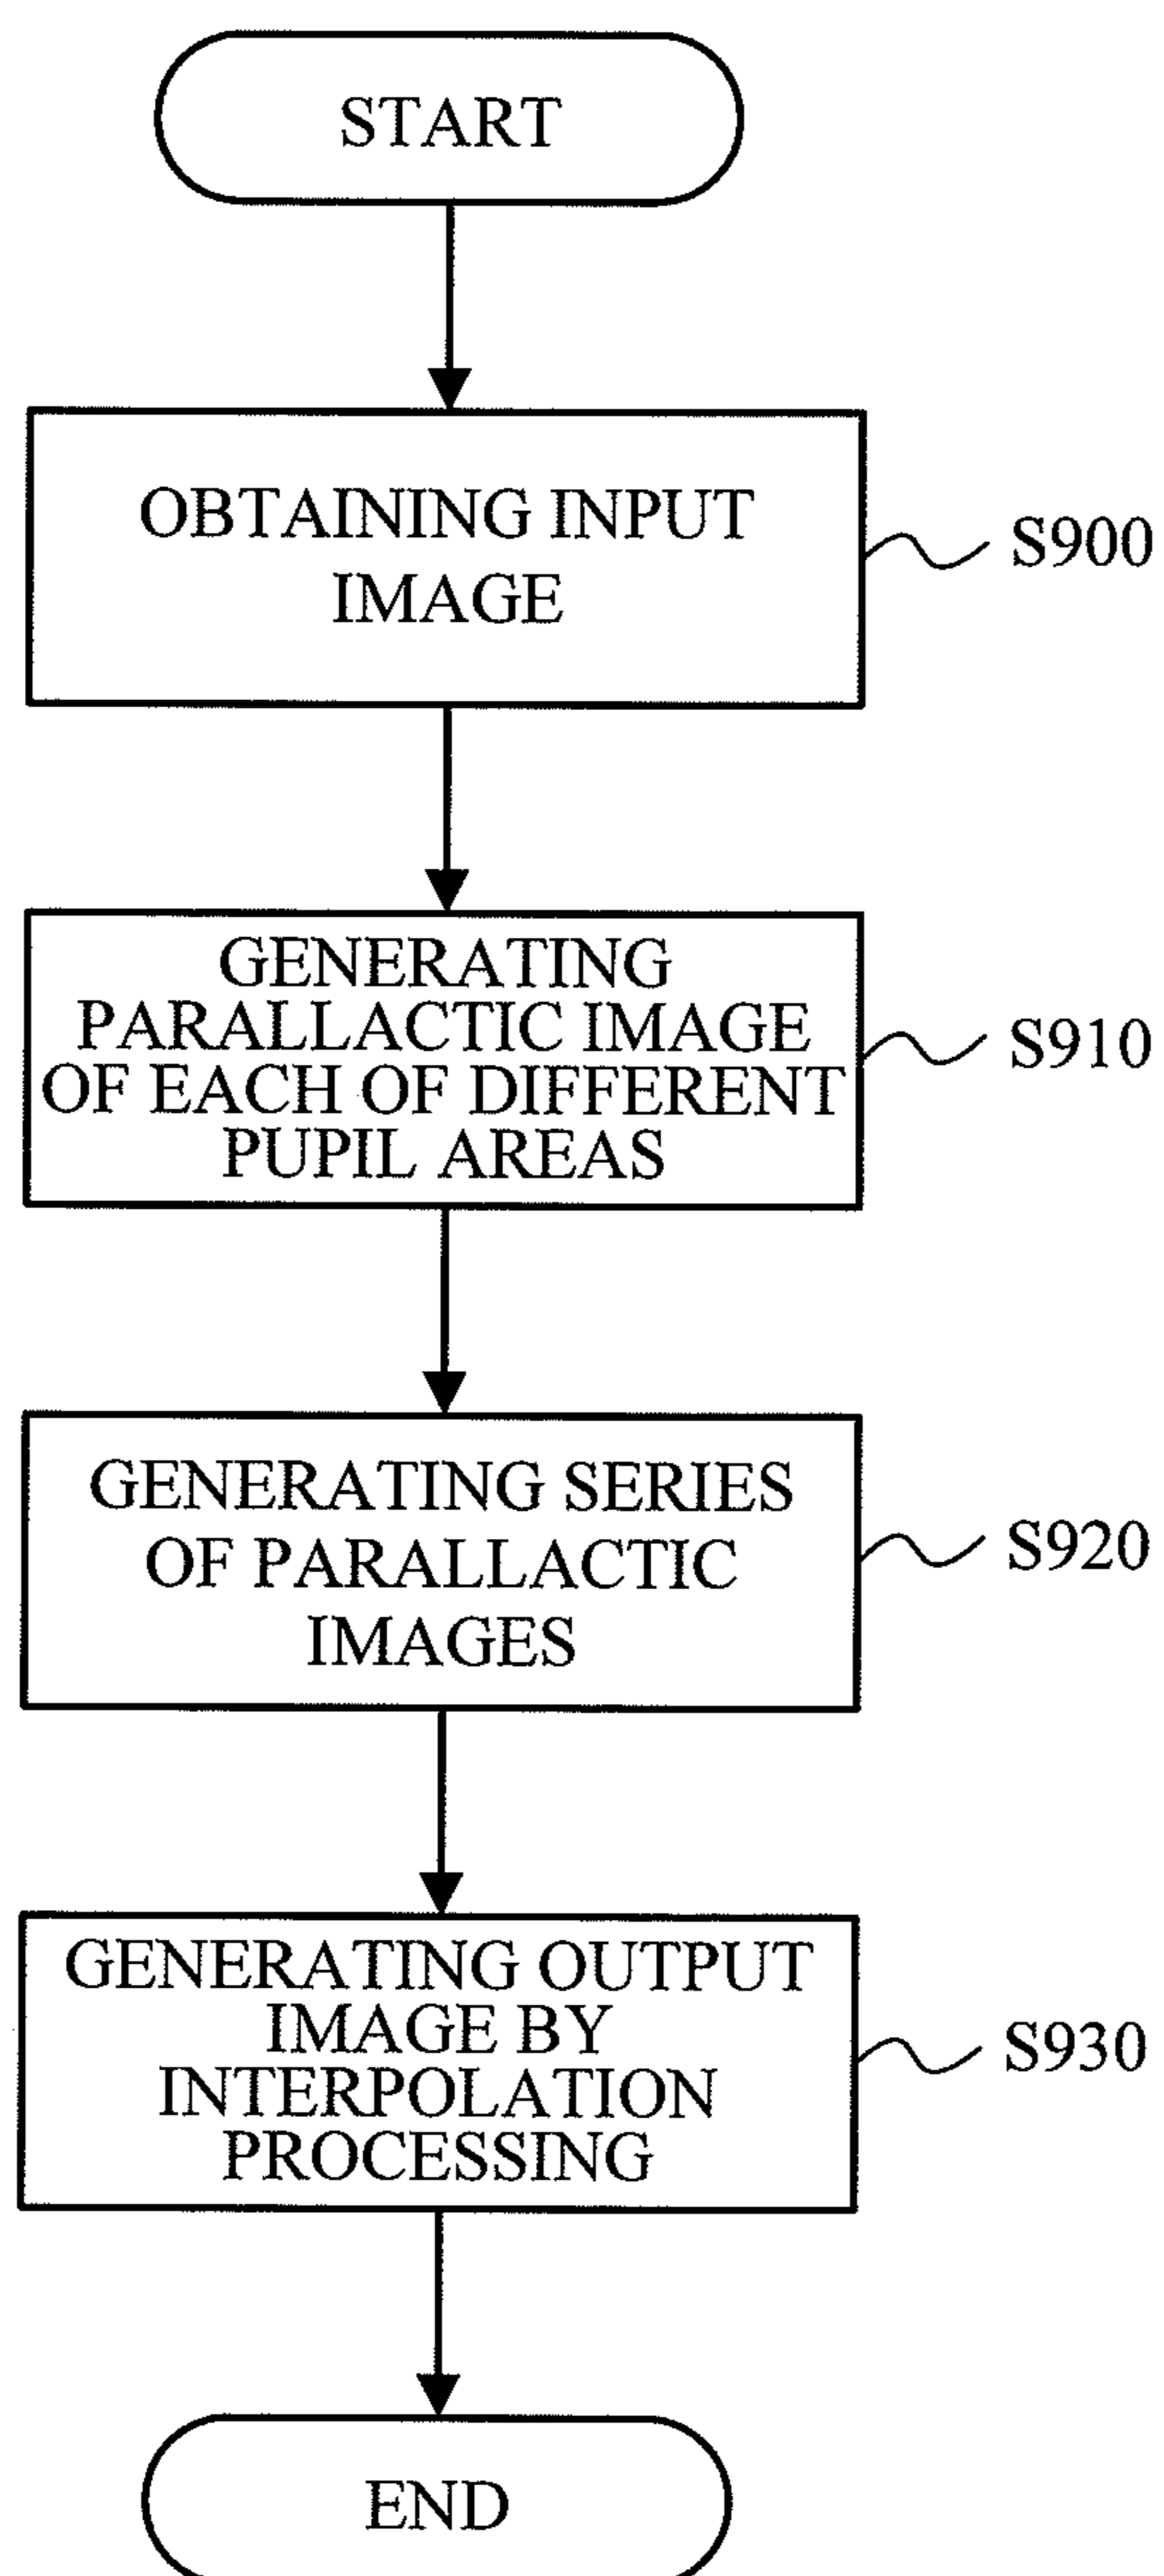 START
OBTAINING INPUT
IMAGE
S900
GENERATING
PARALLACTIC IMAGE
OF EACH OF DIFFERENT
PUPIL AREAS
S910
GENERATING SERIES
OF PARALLACTIC
IMAGES
S920
GENERATING OUTPUT
IMAGE BY
INTERPOLATION
PROCESSING
S930
END